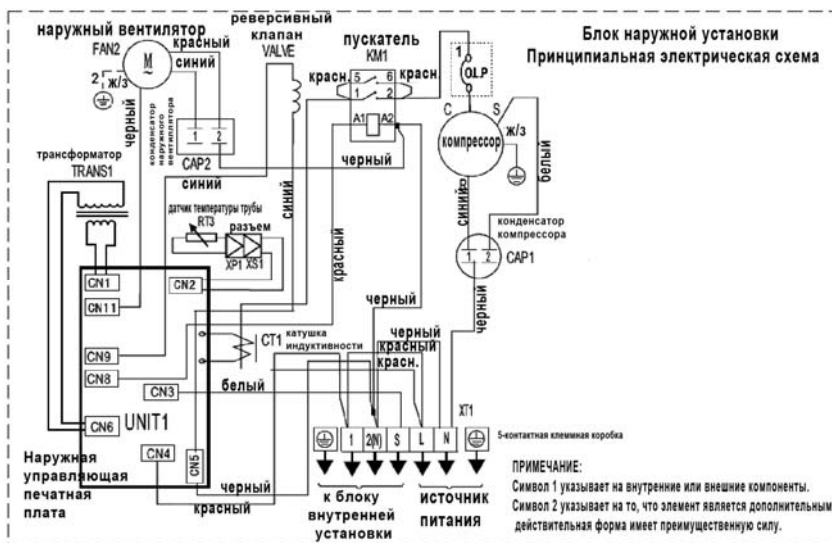 наружный вентилятор
FAN2
красный
синий
M
~
2
ж/з
черный
конденсатор
наружного
вентиллятора
1 2
CAP2
синий
реверсивный
клапан
VALVE
пускатель
KM1
красн.
5 6
1 2
красн.
A1 A2
черный
Блок наружной установки
Принципиальная электрическая схема
1
O.L.P
C S
компрессор
ж/з
белый
синий
конденсатор
компрессора
1 2
CAP1
черный
трансформатор
TRANS1
датчик температуры трубы
RT3
разъем
XP1 XS1
синий
красный
черный
CN1
CN2
CN11
CN9
CN8
CN3
CN6
UNIT1
CN4
CN5
CT1
катушка
индуктивности
черный
красный
красн.
белый
XT1
1 2(N) S L N
5-контактная клеммная коробка
Наружная
управляющая
печатная
плата
черный
красный
к блоку
внутренней
установки
источник
питания
ПРИМЕЧАНИЕ:
Символ 1 указывает на внутренние или внешние компоненты.
Символ 2 указывает на то, что элемент является дополнительным
действительная форма имеет преимущественную силу.